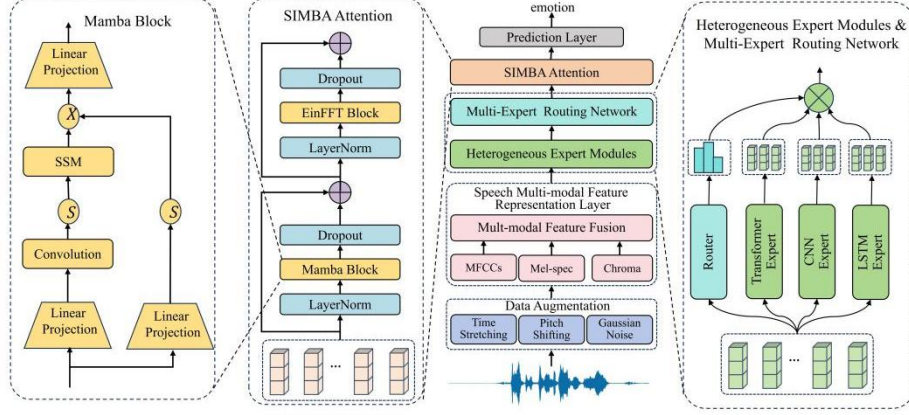 Mamba Block
Linear
Projection
X
SSM
S
S
Convolution
Linear
Projection
Linear
Projection
SIMBA Attention
Dropout
EinFFT Block
LayerNorm
Dropout
Mamba Block
LayerNorm
...
emotion
Prediction Layer
SIMBA Attention
Multi-Expert Routing Network
Heterogeneous Expert Modules
Speech Multi-modal Feature
Representation Layer
Mult-modal Feature Fusion
MFCCs
Mel-spec
Chroma
Data Augmentation
Time
Stretching
Pitch
Shifting
Gaussian
Noise
Heterogeneous Expert Modules &
Multi-Expert Routing Network
Router
Transformer
Expert
CNN
Expert
LSTM
Expert
...